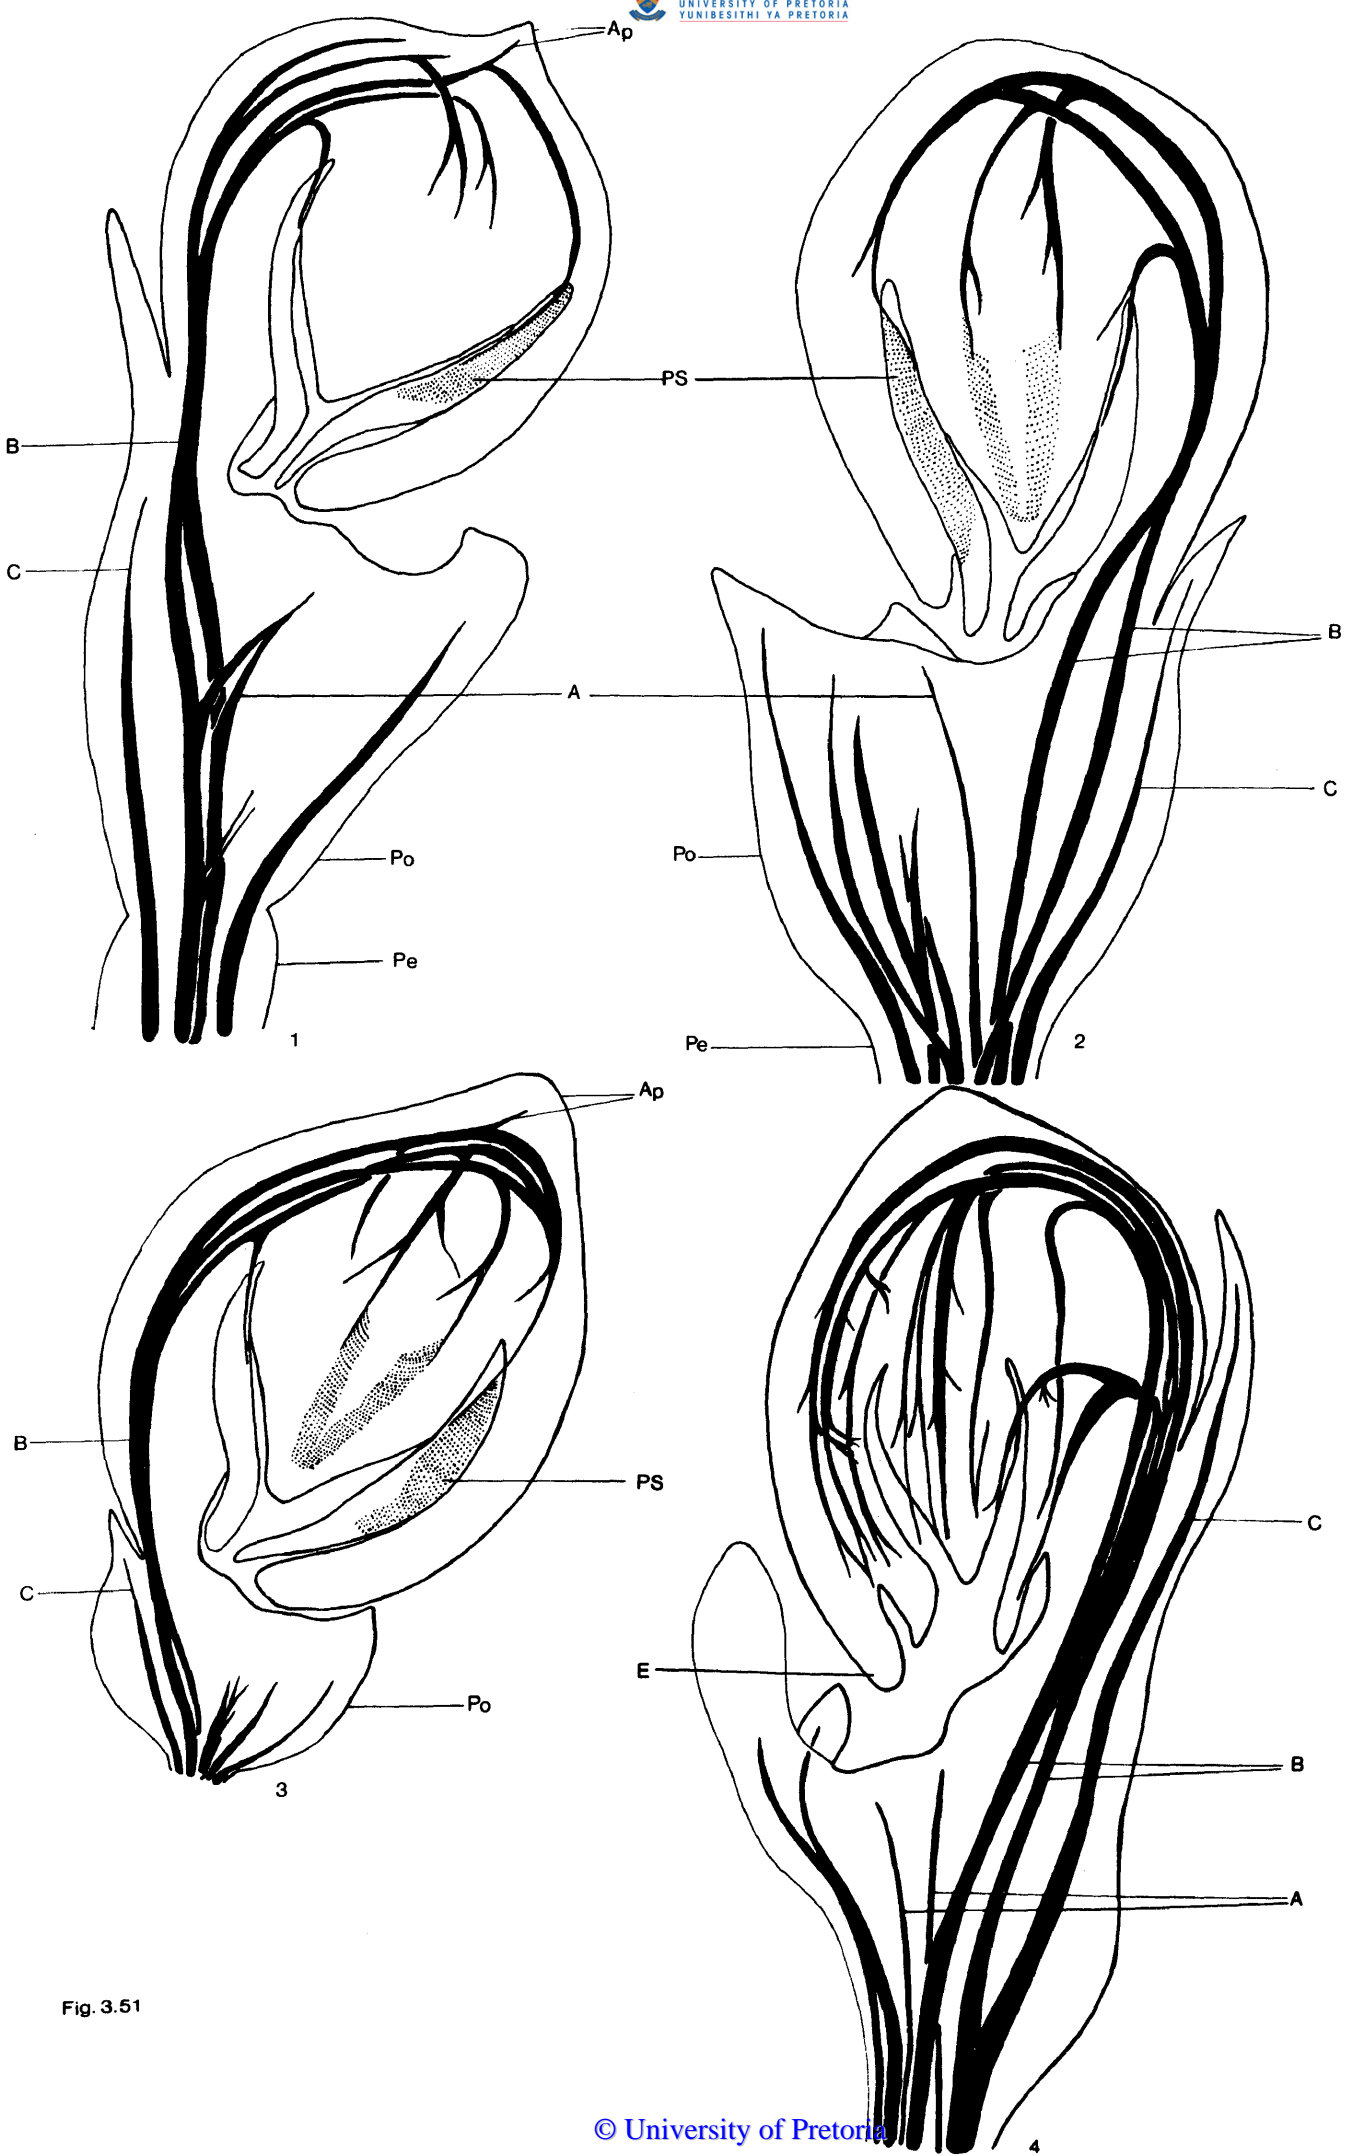 UNIVERSITY OF PRETORIA
YUNIBESITHI YA PRETORIA
Ap
PS
B
C
B
A
C
Po
Po
Pe
Pe
1
2
Ap
B
PS
C
C
E
Po
B
3
A
Fig. 3.51
© University of Pretoria
4